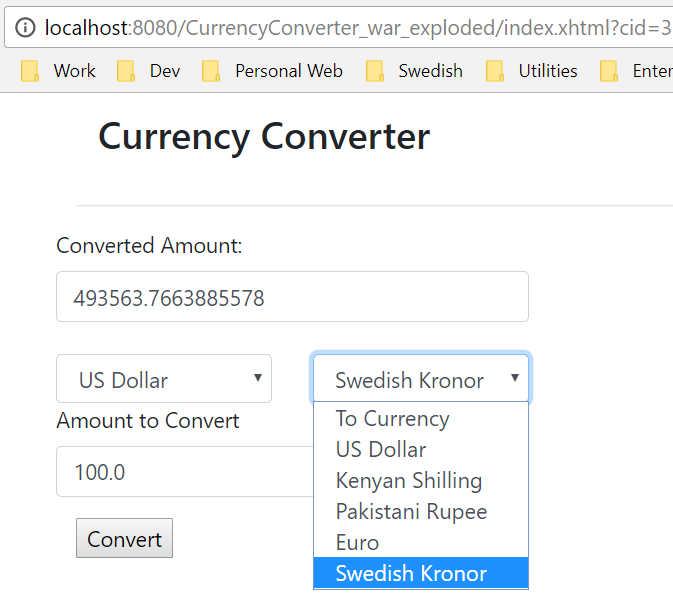 localhost:8080/CurrencyConverter_war_exploded/index.xhtml?cid=3
Work Dev Personal Web Swedish Utilities Enter
Currency Converter
Converted Amount:
493563.7663885578
US Dollar Swedish Kronor
Amount to Convert
100.0
To Currency
US Dollar
Kenyan Shilling
Pakistani Rupee
Euro
Swedish Kronor
Convert